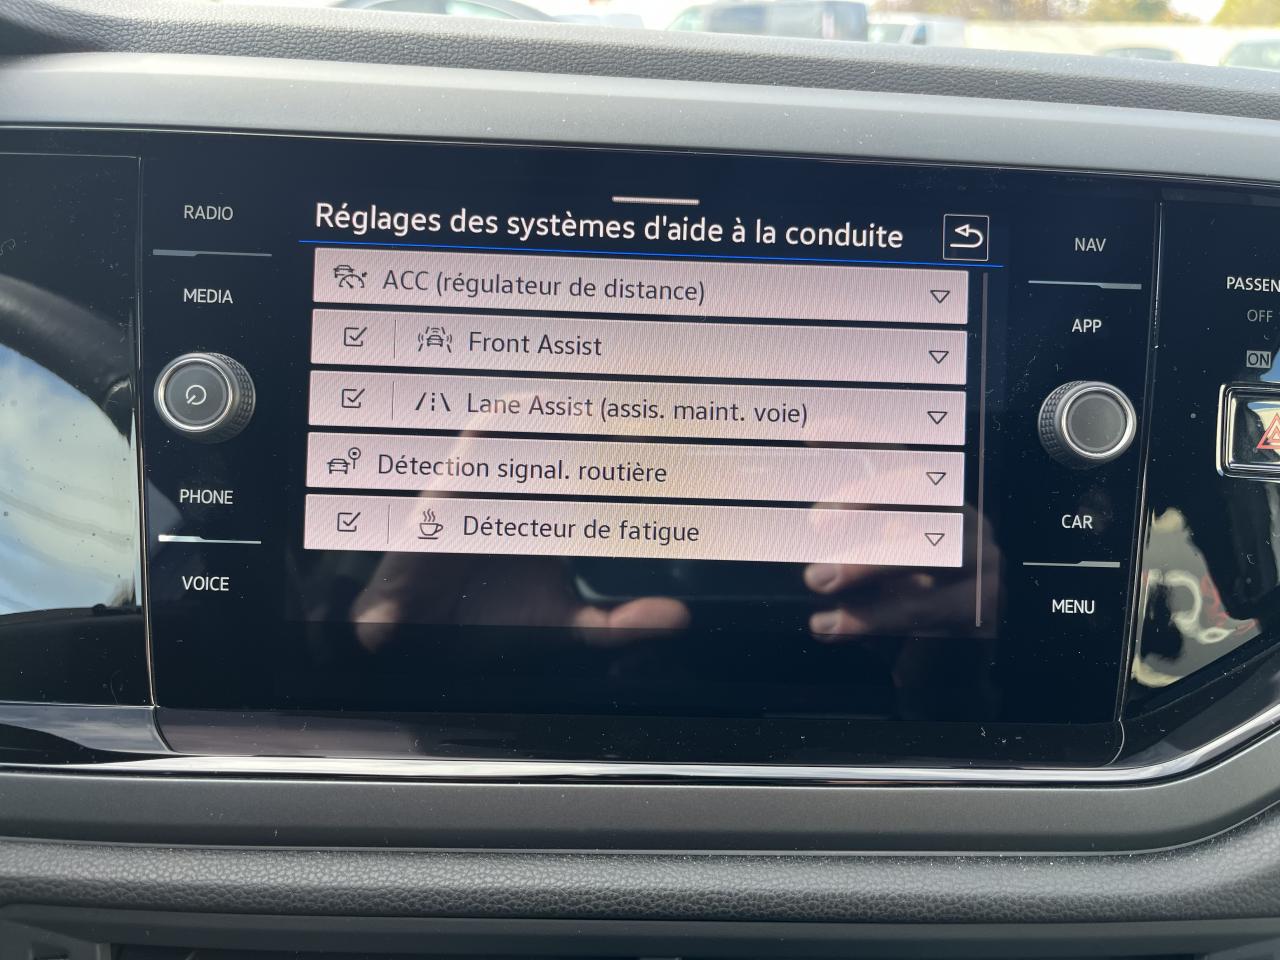 RADIO
MEDIA
PHONE
VOICE
Réglages des systèmes d'aide à la conduite
ACC (régulateur de distance)
Front Assist
Lane Assist (assis. maint. voie)
Détection signal. routière
Détecteur de fatigue
NAV
APP
CAR
MENU
PASSEN
OFF
ON